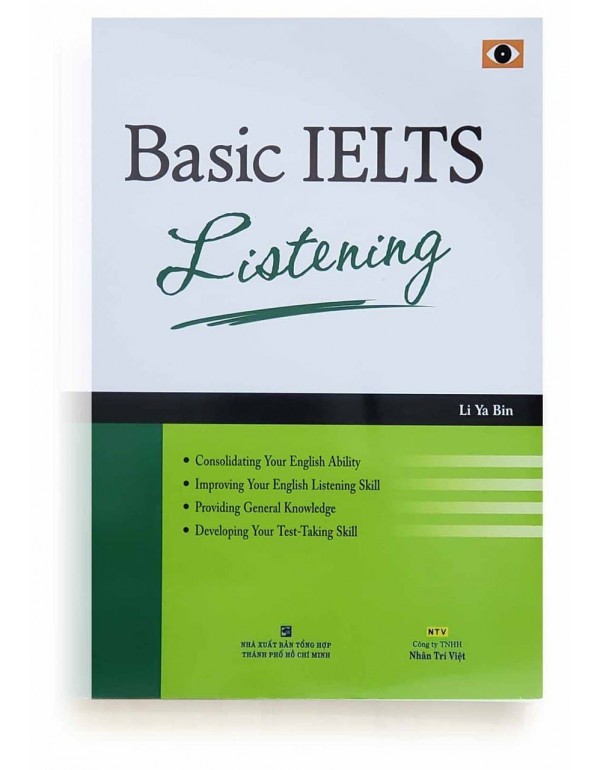 Basic IELTS
Listening
Li Ya Bin
• Consolidating Your English Ability
• Improving Your English Listening Skill
• Providing General Knowledge
• Developing Your Test-Taking Skill
NHÀ XUẤT BẢN TỔNG HỢP
THÀNH PHỐ HỒ CHÍ MINH
NTV
Công ty TNHH
Nhân Trí Việt